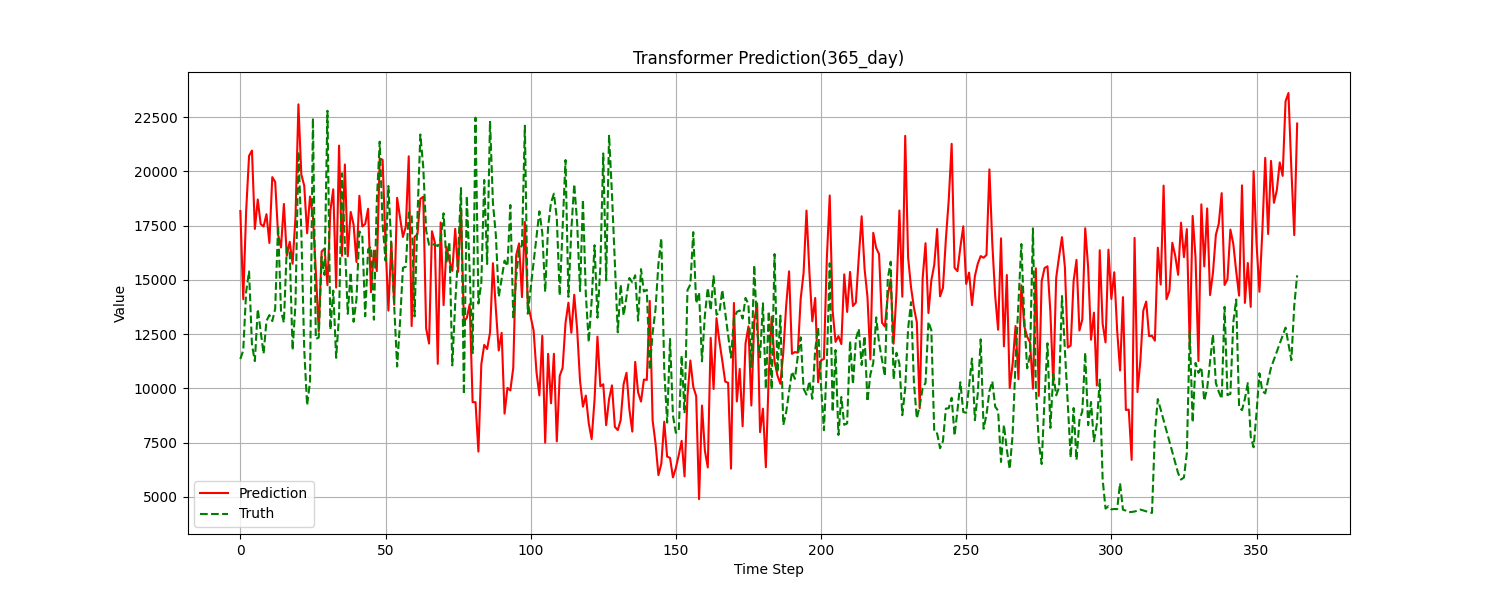 Transformer Prediction(365_day)
Value
22500
20000
17500
15000
12500
10000
7500
5000
Prediction
Truth
0 50 100 150 200 250 300 350
Time Step